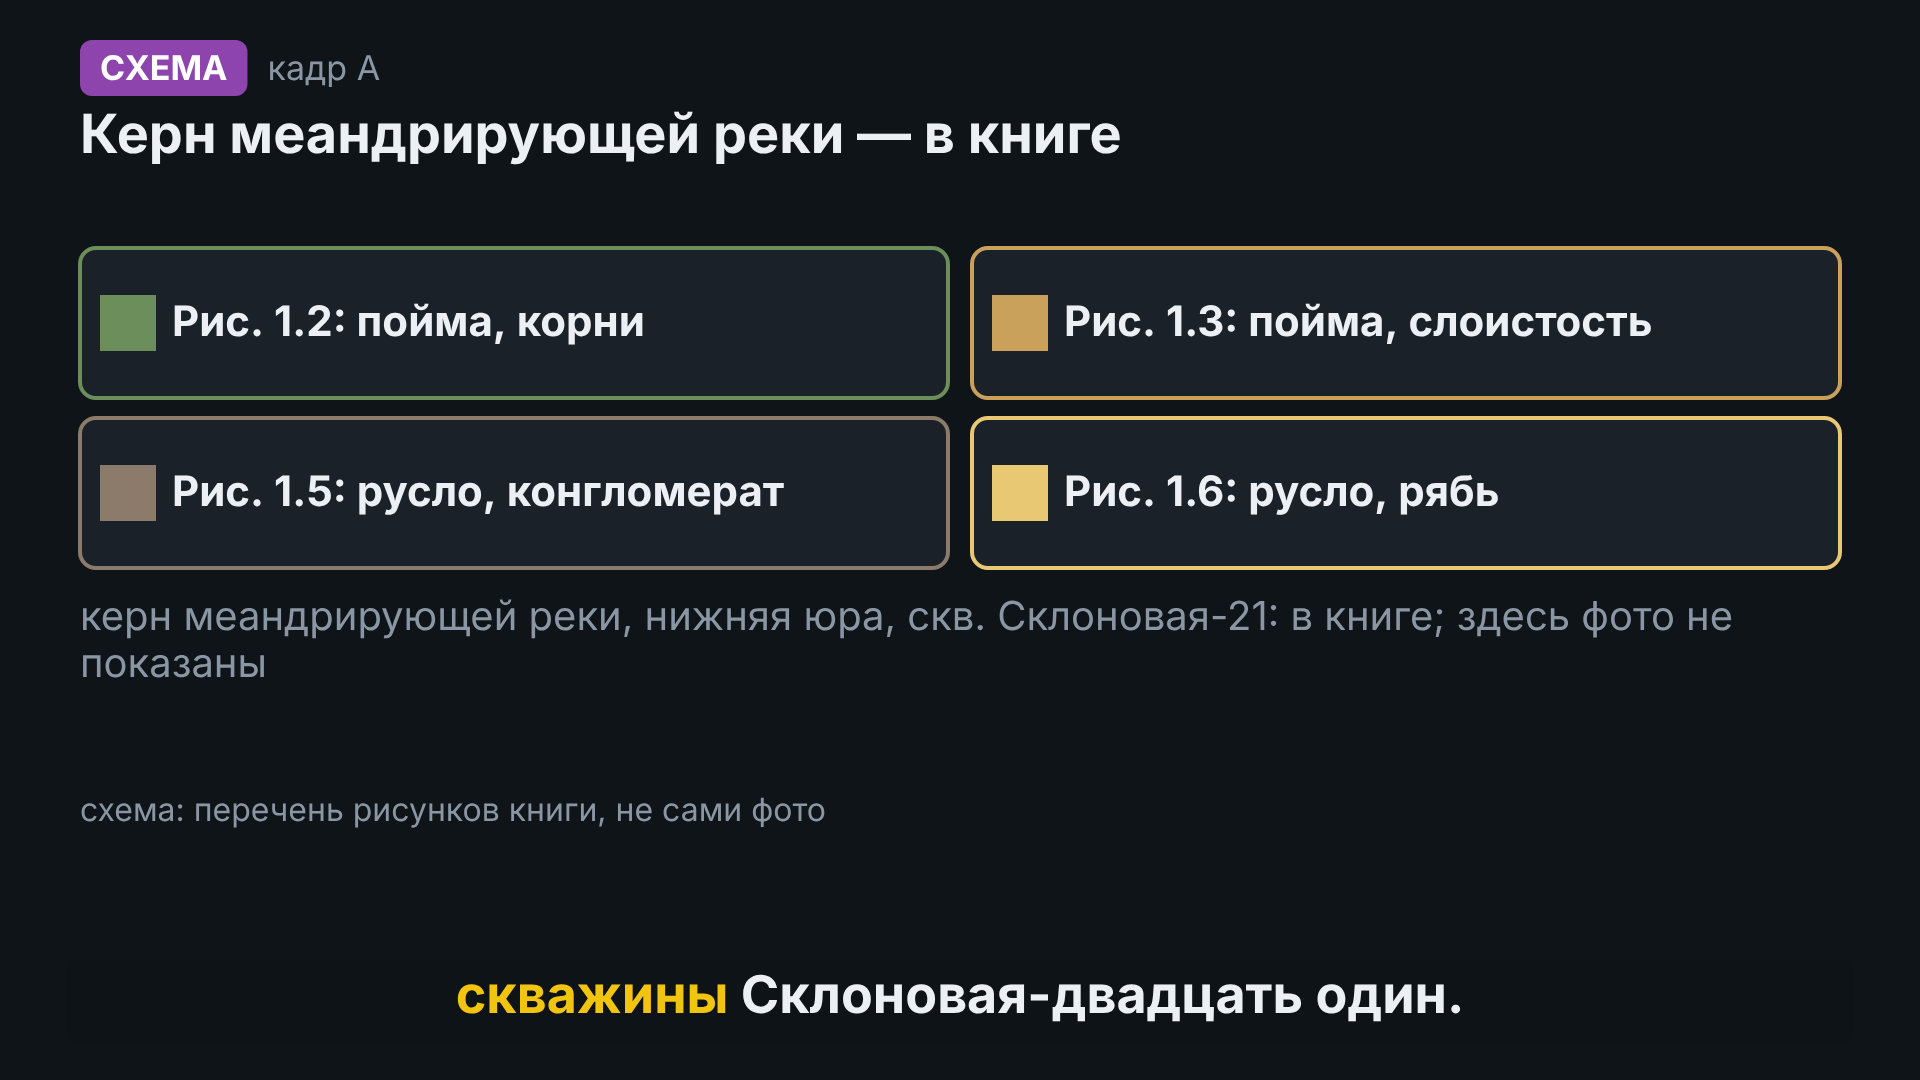 СХЕМА кадр А
Керн меандрирующей реки — в книге
Рис. 1.2: пойма, корни
Рис. 1.3: пойма, слоистость
Рис. 1.5: русло, конгломерат
Рис. 1.6: русло, рябь
керн меандрирующей реки, нижняя юра, скв. Склоновая-21: в книге; здесь фото не
показаны
схема: перечень рисунков книги, не сами фото
скважины Склоновая-двадцать один.